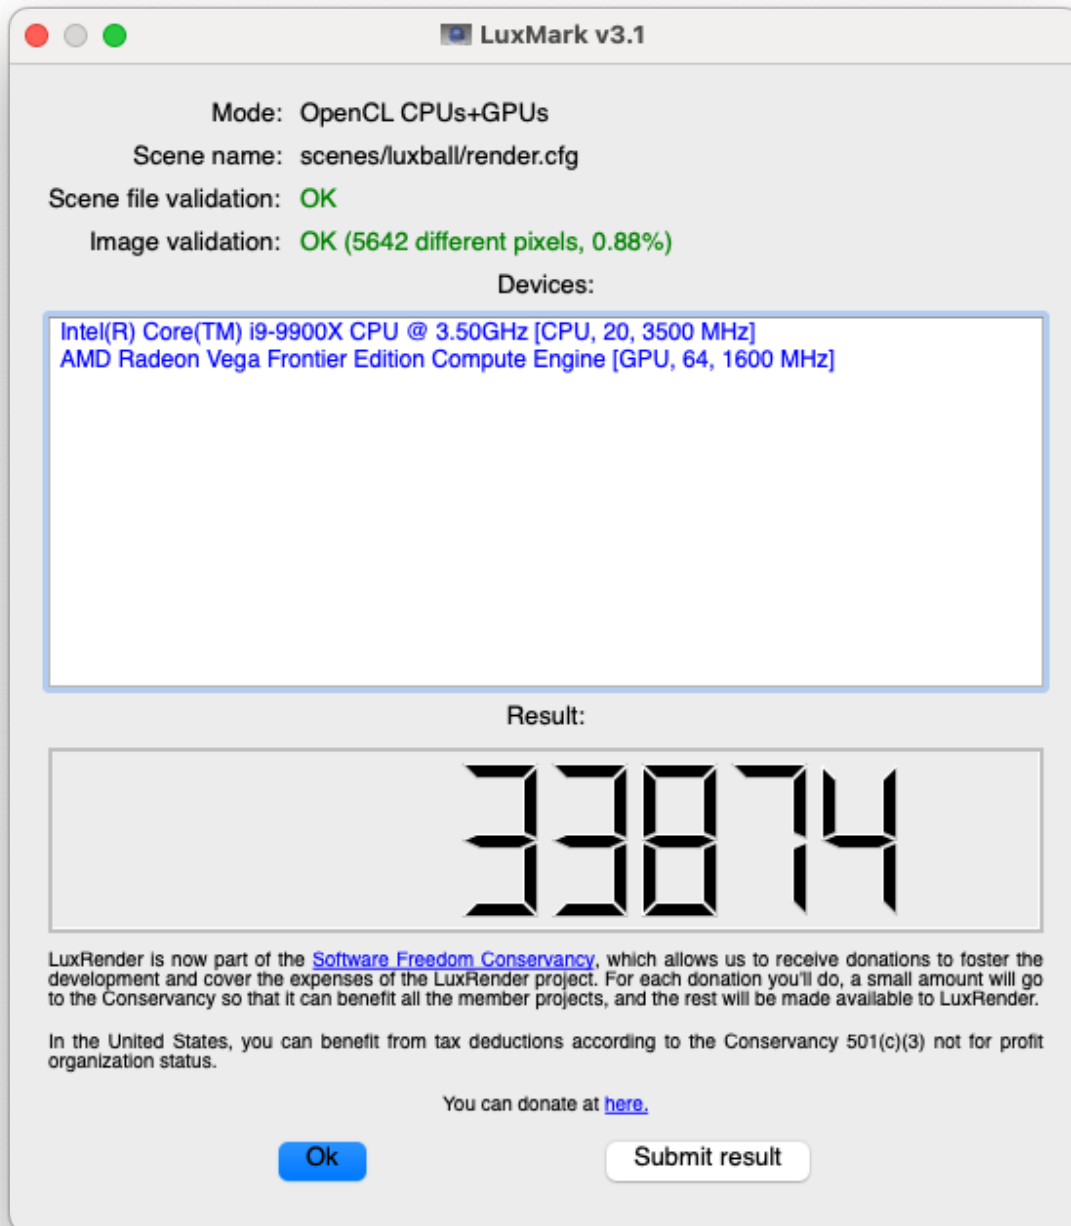 LuxMark v3.1
Mode: OpenCL CPUs+GPUs
Scene name: scenes/luxball/render.cfg
Scene file validation: OK
Image validation: OK (5642 different pixels, 0.88%)
Devices:
Intel(R) Core(TM) i9-9900X CPU @ 3.50GHz [CPU, 20, 3500 MHz]
AMD Radeon Vega Frontier Edition Compute Engine [GPU, 64, 1600 MHz]
Result:
33874
LuxRender is now part of the Software Freedom Conservancy, which allows us to receive donations to foster the
development and cover the expenses of the LuxRender project. For each donation you'll do, a small amount will go
to the Conservancy so that it can benefit all the member projects, and the rest will be made available to LuxRender.
In the United States, you can benefit from tax deductions according to the Conservancy 501(c)(3) not for profit
organization status.
You can donate at here.
Ok
Submit result